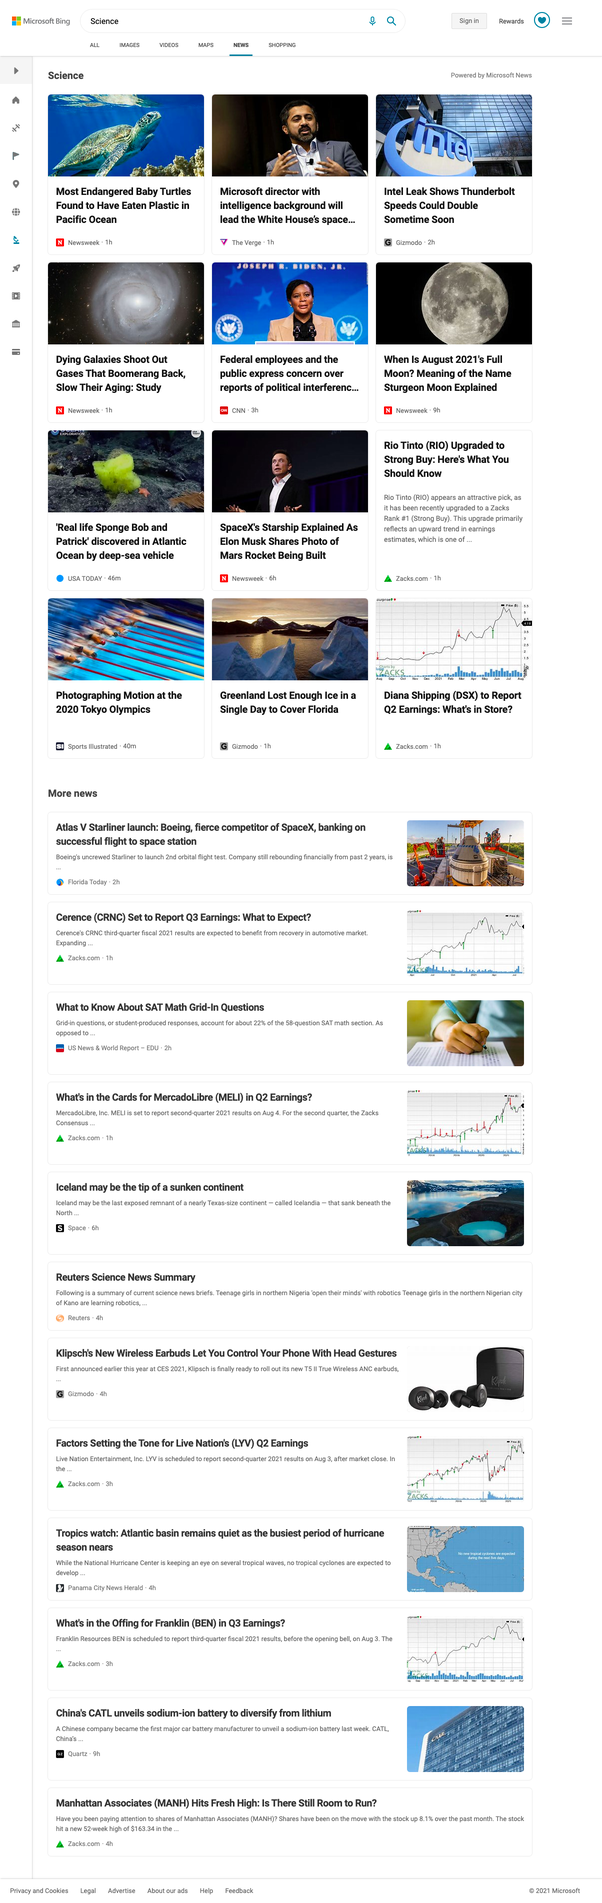 Microsoft Bing
Science
Sign in
Rewards
ALL
IMAGES
VIDEOS
MAPS
NEWS
SHOPPING
Science
Powered by Microsoft News
Most Endangered Baby Turtles
Found to Have Eaten Plastic in
Pacific Ocean
Newsweek · 1h
Microsoft director with
intelligence background will
lead the White House's space...
The Verge · 1h
intel
Intel Leak Shows Thunderbolt
Speeds Could Double
Sometime Soon
Gizmodo · 2h
Dying Galaxies Shoot Out
Gases That Boomerang Back,
Slow Their Aging: Study
Newsweek · 1h
JOSEPH R. BIDEN, JR.
Federal employees and the
public express concern over
reports of political interferenc...
CNN · 3h
When Is August 2021's Full
Moon? Meaning of the Name
Sturgeon Moon Explained
Newsweek · 9h
'Real life Sponge Bob and
Patrick' discovered in Atlantic
Ocean by deep-sea vehicle
USA TODAY · 46m
SpaceX's Starship Explained As
Elon Musk Shares Photo of
Mars Rocket Being Built
Newsweek · 6h
Rio Tinto (RIO) Upgraded to
Strong Buy: Here's What You
Should Know
Rio Tinto (RIO) appears an attractive pick, as
it has been recently upgraded to a Zacks
Rank #1 (Strong Buy). This upgrade primarily
reflects an upward trend in earnings
estimates, which is one of ...
Zacks.com · 1h
Photographing Motion at the
2020 Tokyo Olympics
Sports Illustrated · 40m
Greenland Lost Enough Ice in a
Single Day to Cover Florida
Gizmodo · 1h
ZACKS
Diana Shipping (DSX) to Report
Q2 Earnings: What's in Store?
Zacks.com · 1h
More news
Atlas V Starliner launch: Boeing, fierce competitor of SpaceX, banking on
successful flight to space station
Boeing's uncrewed Starliner to launch 2nd orbital flight test. Company still rebounding financially from past 2 years, is
...
Florida Today · 2h
Cerence (CRNC) Set to Report Q3 Earnings: What to Expect?
Cerence's CRNC third-quarter fiscal 2021 results are expected to benefit from recovery in automotive market.
Expanding ...
Zacks.com · 1h
What to Know About SAT Math Grid-In Questions
Grid-in questions, or student-produced responses, account for about 22% of the 58-question SAT math section. As
opposed to ...
US News & World Report – EDU · 2h
What's in the Cards for MercadoLibre (MELI) in Q2 Earnings?
MercadoLibre, Inc. MELI is set to report second-quarter 2021 results on Aug 4. For the second quarter, the Zacks
Consensus ...
Zacks.com · 1h
Iceland may be the tip of a sunken continent
Iceland may be the last exposed remnant of a nearly Texas-size continent — called Icelandia — that sank beneath the
North ...
Space · 6h
Reuters Science News Summary
Following is a summary of current science news briefs. Teenage girls in northern Nigeria 'open their minds' with robotics Teenage girls in the northern Nigerian city
of Kano are learning robotics, ...
Reuters · 4h
Klipsch's New Wireless Earbuds Let You Control Your Phone With Head Gestures
First announced earlier this year at CES 2021, Klipsch is finally ready to roll out its new T5 II True Wireless ANC earbuds,
...
Gizmodo · 4h
Factors Setting the Tone for Live Nation's (LYV) Q2 Earnings
Live Nation Entertainment, Inc. LYV is scheduled to report second-quarter 2021 results on Aug 3, after market close. In
the ...
Zacks.com · 3h
ZACKS
Tropics watch: Atlantic basin remains quiet as the busiest period of hurricane
season nears
While the National Hurricane Center is keeping an eye on several tropical waves, no tropical cyclones are expected to
develop ...
Panama City News Herald · 4h
What's in the Offing for Franklin (BEN) in Q3 Earnings?
Franklin Resources BEN is scheduled to report third-quarter fiscal 2021 results, before the opening bell, on Aug 3. The
...
Zacks.com · 3h
China's CATL unveils sodium-ion battery to diversify from lithium
A Chinese company became the first major car battery manufacturer to unveil a sodium-ion battery last week. CATL,
China's ...
Quartz · 9h
Manhattan Associates (MANH) Hits Fresh High: Is There Still Room to Run?
Have you been paying attention to shares of Manhattan Associates (MANH)? Shares have been on the move with the stock up 8.1% over the past month. The stock
hit a new 52-week high of $163.34 in the ...
Zacks.com · 4h
Privacy and Cookies
Legal
Advertise
About our ads
Help
Feedback
© 2021 Microsoft